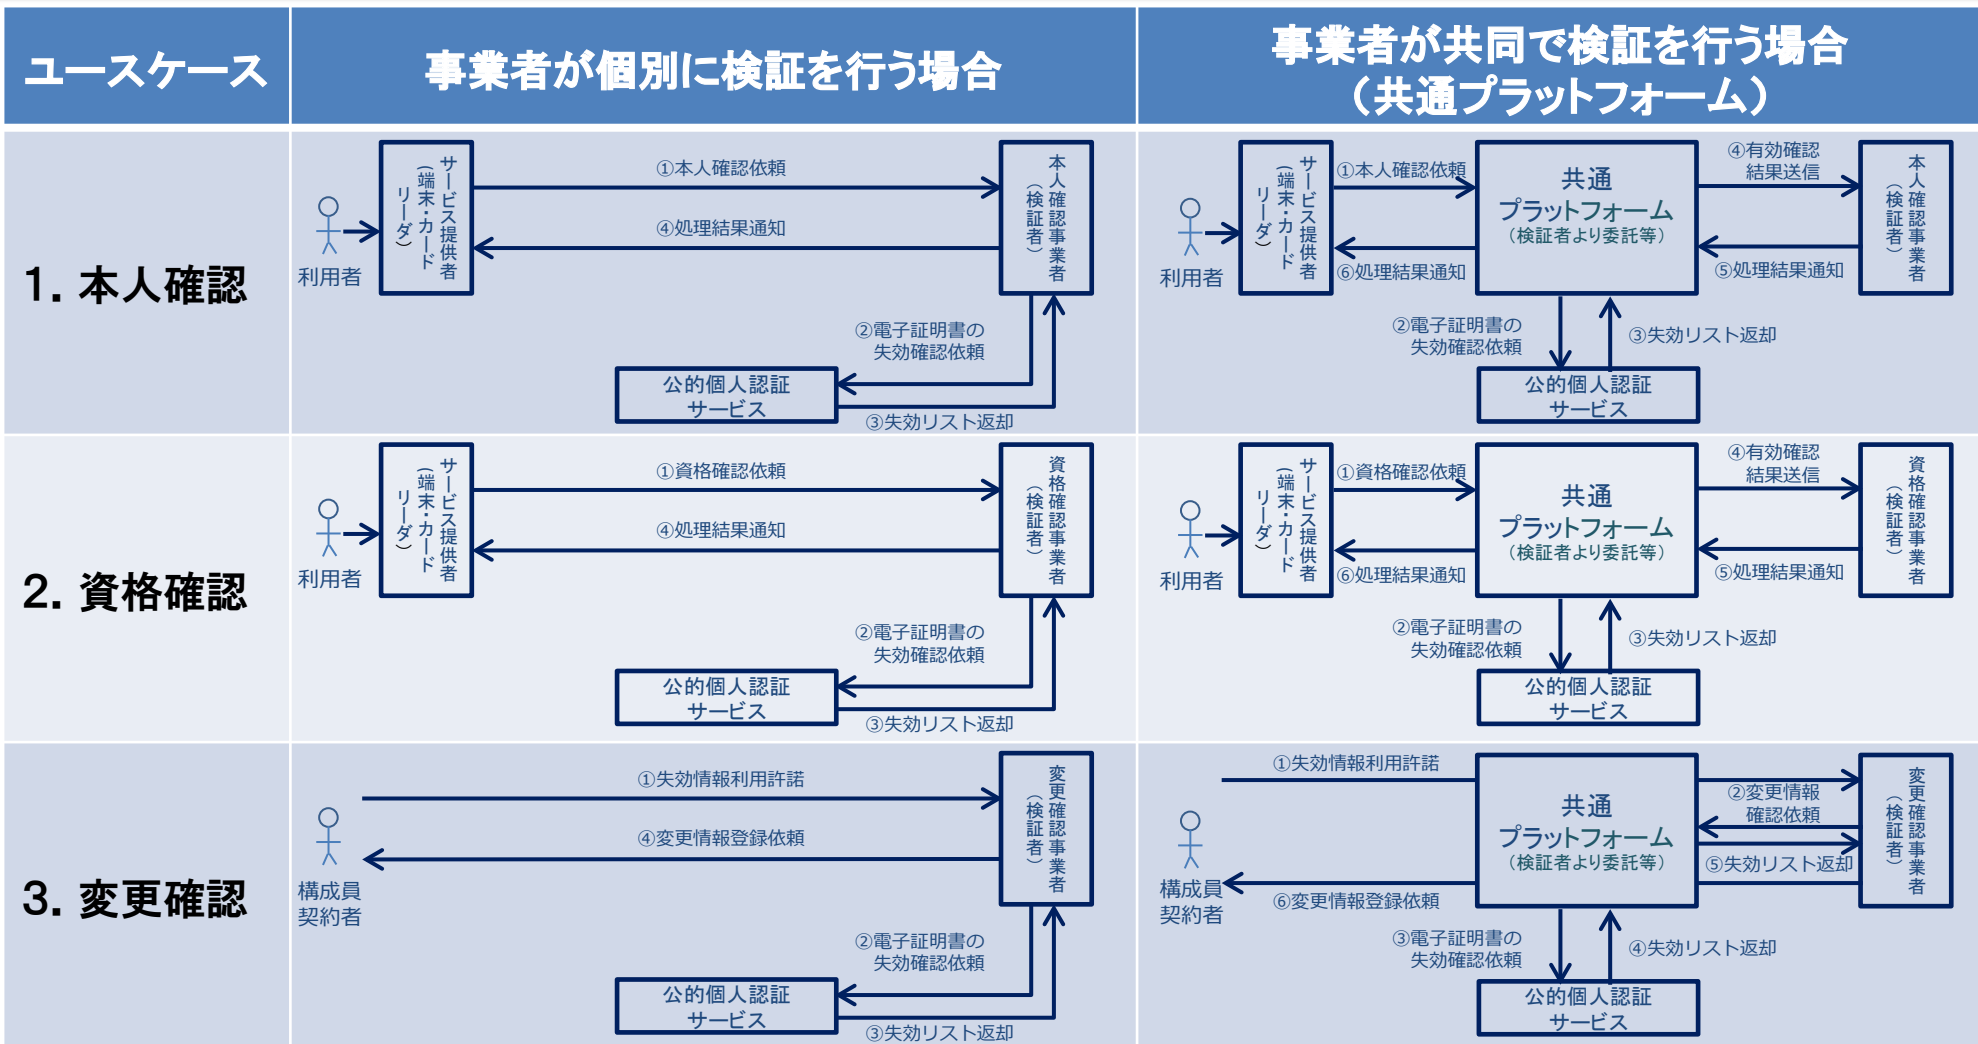 ユースケース
事業者が個別に検証を行う場合
事業者が共同で検証を行う場合
（共通プラットフォーム）
1. 本人確認
利用者
サービス提供者
（端末・カード
リーダ）
①本人確認依頼
④処理結果通知
本人確認事業者
（検証者）
②電子証明書の
失効確認依頼
公的個人認証
サービス
③失効リスト返却
利用者
サービス提供者
（端末・カード
リーダ）
①本人確認依頼
⑥処理結果通知
共通
プラットフォーム
（検証者より委託等）
④有効確認
結果送信
⑤処理結果通知
本人確認事業者
（検証者）
②電子証明書の
失効確認依頼
③失効リスト返却
公的個人認証
サービス
2. 資格確認
利用者
サービス提供者
（端末・カード
リーダ）
①資格確認依頼
④処理結果通知
資格確認事業者
（検証者）
②電子証明書の
失効確認依頼
公的個人認証
サービス
③失効リスト返却
利用者
サービス提供者
（端末・カード
リーダ）
①資格確認依頼
⑥処理結果通知
共通
プラットフォーム
（検証者より委託等）
④有効確認
結果送信
⑤処理結果通知
資格確認事業者
（検証者）
②電子証明書の
失効確認依頼
③失効リスト返却
公的個人認証
サービス
3. 変更確認
構成員
契約者
①失効情報利用許諾
④変更情報登録依頼
変更確認事業者
（検証者）
②電子証明書の
失効確認依頼
公的個人認証
サービス
③失効リスト返却
構成員
契約者
①失効情報利用許諾
⑥変更情報登録依頼
共通
プラットフォーム
（検証者より委託等）
②変更情報
確認依頼
⑤失効リスト返却
変更確認事業者
（検証者）
③電子証明書の
失効確認依頼
④失効リスト返却
公的個人認証
サービス